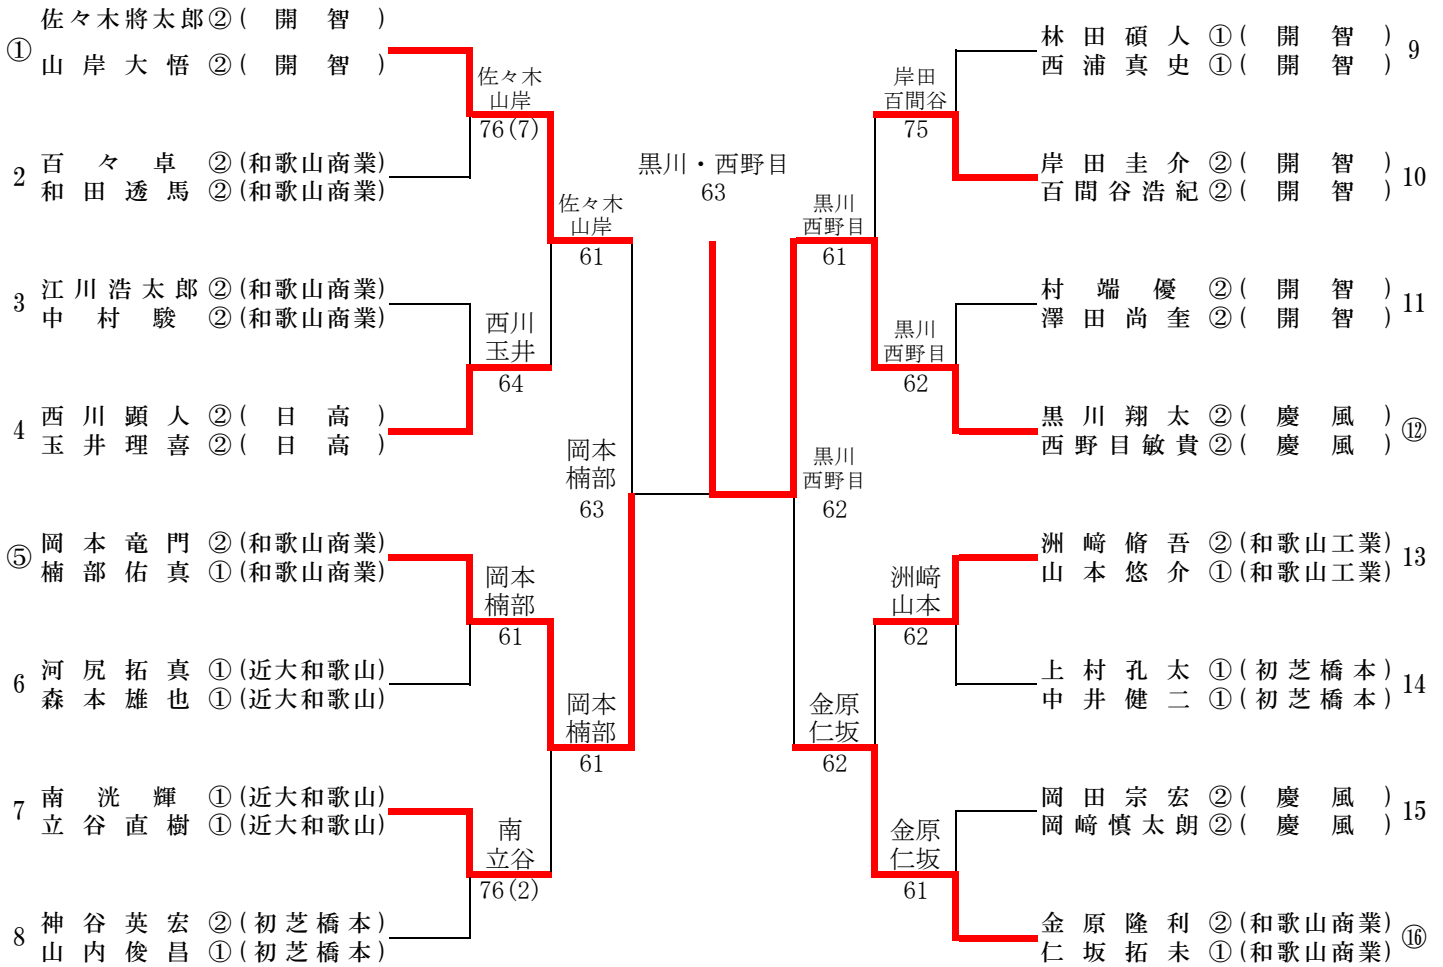 ① 佐々木將太郎 ② ( 開 智 )
山岸大悟 ② ( 開 智 )
2 百々卓 ② (和歌山商業)
和田透馬 ② (和歌山商業)
3 江川浩太郎 ② (和歌山商業)
中村駿 ② (和歌山商業)
4 西川顕人 ② ( 日 高 )
玉井理喜 ② ( 日 高 )
⑤ 岡本竜門 ② (和歌山商業)
楠部佑真 ① (和歌山商業)
6 河尻拓真 ① (近大和歌山)
森本雄也 ① (近大和歌山)
7 南洸輝 ① (近大和歌山)
立谷直樹 ① (近大和歌山)
8 神谷英宏 ② (初芝橋本)
山内俊昌 ① (初芝橋本)
佐々木
山岸
76(7)
西川
玉井
64
岡本
楠部
61
南
立谷
76(2)
佐々木
山岸
61
岡本
楠部
61
岡本
楠部
63
黒川・西野目
63
黒川
西野目
62
黒川
西野目
61
金原
仁坂
62
岸田
百間谷
75
黒川
西野目
62
洲﨑
山本
62
金原
仁坂
61
林田碩人 ① ( 開 智 ) 9
西浦真史 ① ( 開 智 )
岸田圭介 ② ( 開 智 ) 10
百間谷浩紀 ② ( 開 智 )
村端優 ② ( 開 智 ) 11
澤田尚奎 ② ( 開 智 )
黒川翔太 ② ( 慶 風 ) ⑫
西野目敏貴 ② ( 慶 風 )
洲﨑脩吾 ② (和歌山工業) 13
山本悠介 ① (和歌山工業)
上村孔太 ① (初芝橋本) 14
中井健二 ① (初芝橋本)
岡田宗宏 ② ( 慶 風 ) 15
岡﨑慎太朗 ② ( 慶 風 )
金原隆利 ② (和歌山商業) ⑯
仁坂拓未 ① (和歌山商業)